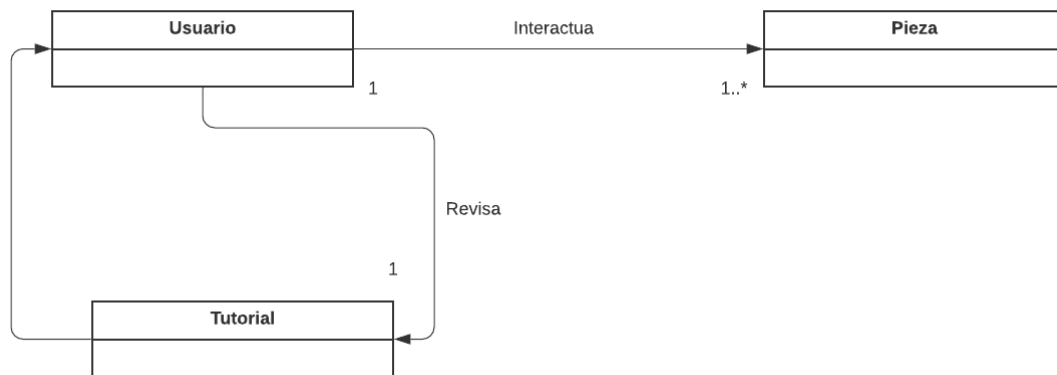 Usuario
Interactua
Pieza
1
1..*
Revisa
1
Tutorial